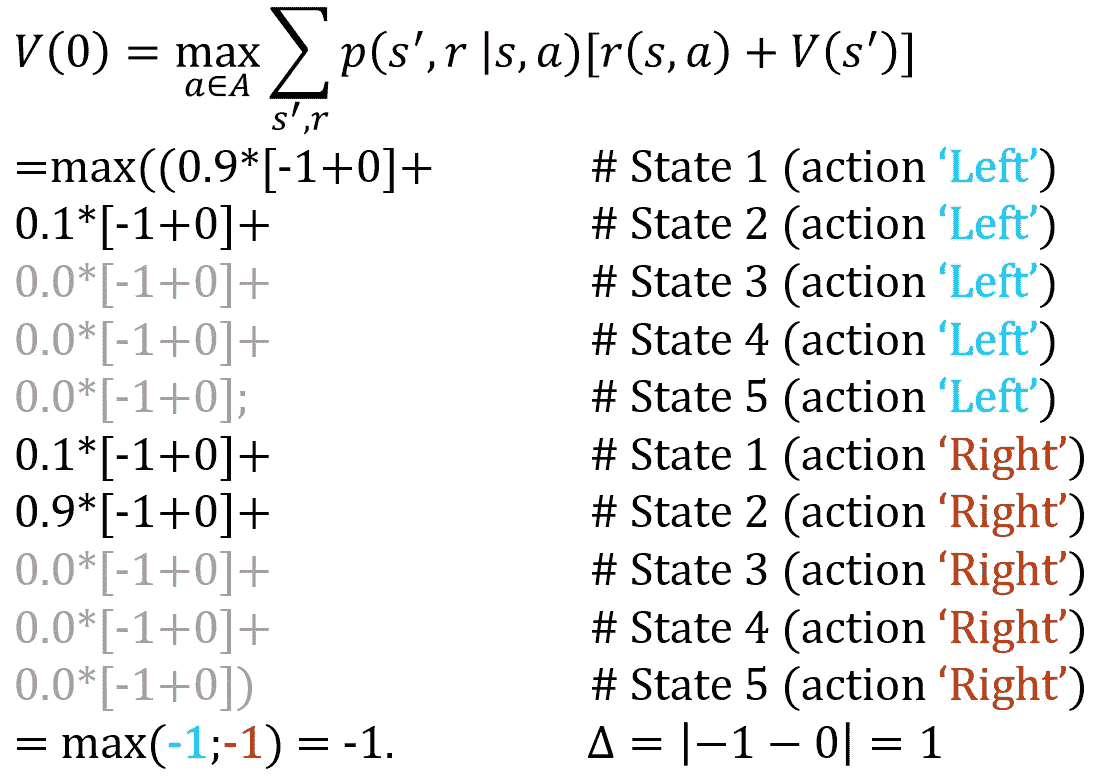 V(0) = max a∈A ∑ s′,r p(s′, r |s, a)[r(s, a) + V(s′)]
=max((0.9*[-1+0]+ # State 1 (action ‘Left’)
0.1*[-1+0]+ # State 2 (action ‘Left’)
0.0*[-1+0]+ # State 3 (action ‘Left’)
0.0*[-1+0]+ # State 4 (action ‘Left’)
0.0*[-1+0]; # State 5 (action ‘Left’)
0.1*[-1+0]+ # State 1 (action ‘Right’)
0.9*[-1+0]+ # State 2 (action ‘Right’)
0.0*[-1+0]+ # State 3 (action ‘Right’)
0.0*[-1+0]+ # State 4 (action ‘Right’)
0.0*[-1+0]) # State 5 (action ‘Right’)
= max(-1;-1) = -1. Δ = |−1 − 0| = 1